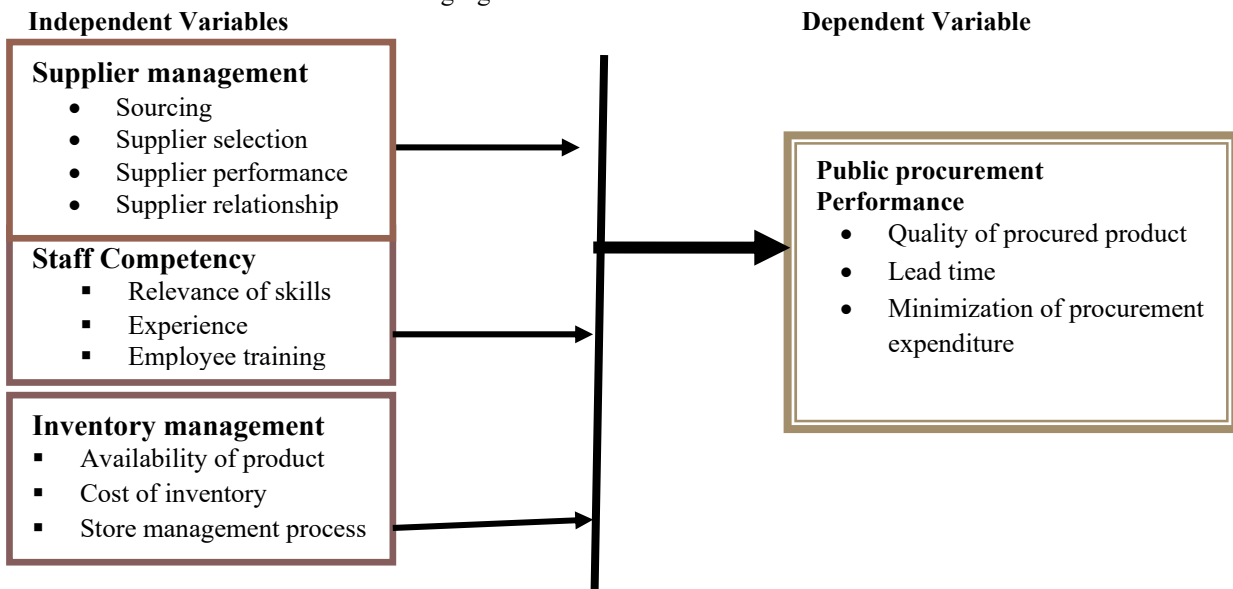 Independent Variables
Dependent Variable
Supplier management
• Sourcing
• Supplier selection
• Supplier performance
• Supplier relationship
Staff Competency
▪ Relevance of skills
▪ Experience
▪ Employee training
Inventory management
▪ Availability of product
▪ Cost of inventory
▪ Store management process
Public procurement
Performance
• Quality of procured product
• Lead time
• Minimization of procurement
expenditure